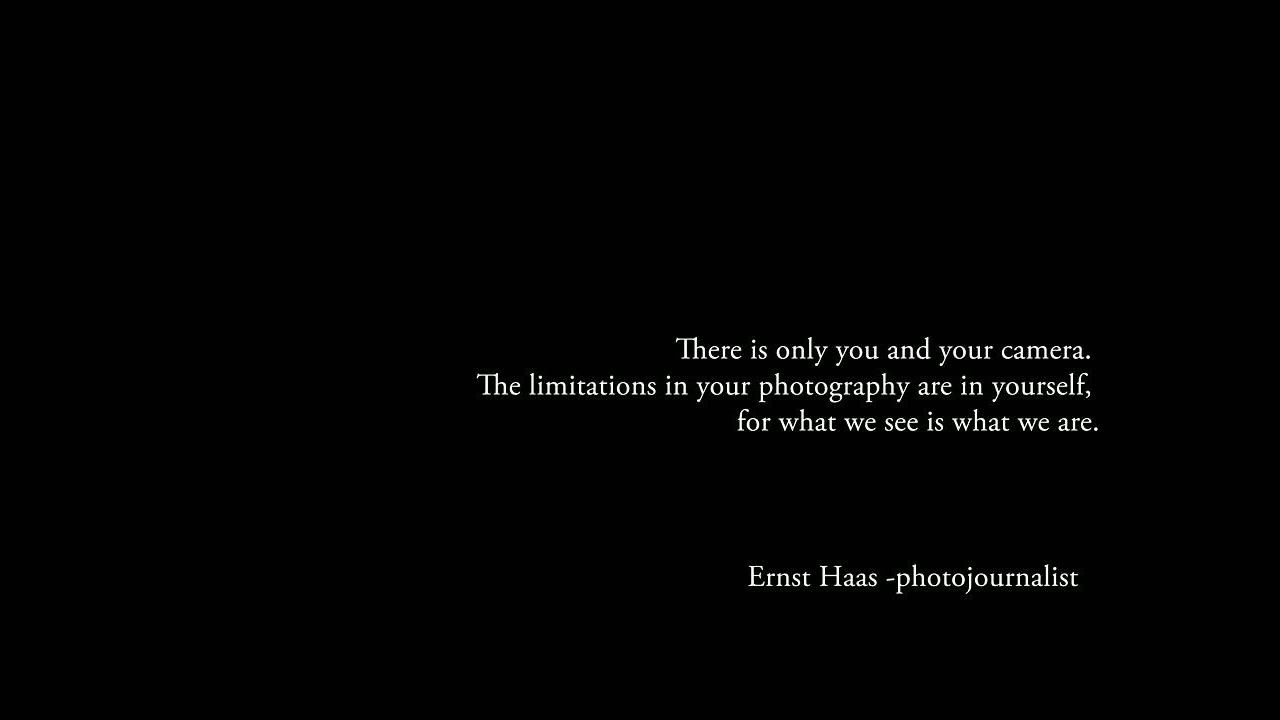 There is only you and your camera.
The limitations in your photography are in yourself,
for what we see is what we are.
Ernst Haas -photojournalist